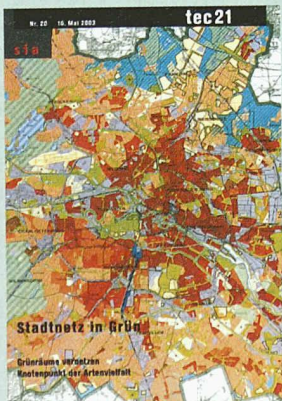 Nr. 20 16. Mai 2003
tec21
sia
Stadtnetz in Grün
Grünräume vernetzen
Knotenpunkt der Artenvielfalt